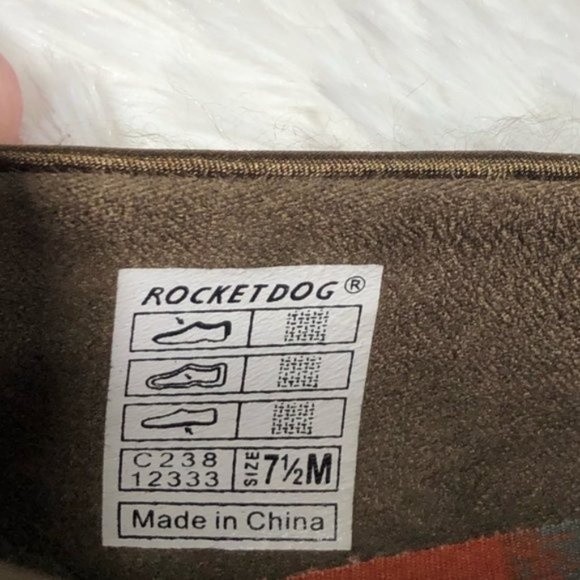 ROCKETDOG®
C238
12333
SIZE 7½M
Made in China